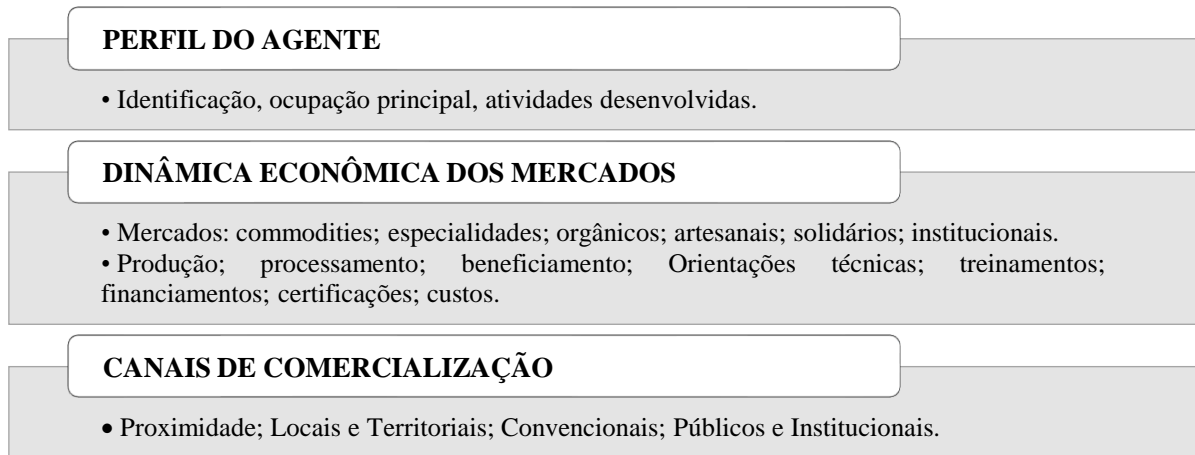 PERFIL DO AGENTE
• Identificação, ocupação principal, atividades desenvolvidas.
DINÂMICA ECONÔMICA DOS MERCADOS
• Mercados: commodities; especialidades; orgânicos; artesanais; solidários; institucionais.
• Produção; processamento; beneficiamento; Orientações técnicas; treinamentos;
financiamentos; certificações; custos.
CANAIS DE COMERCIALIZAÇÃO
• Proximidade; Locais e Territoriais; Convencionais; Públicos e Institucionais.